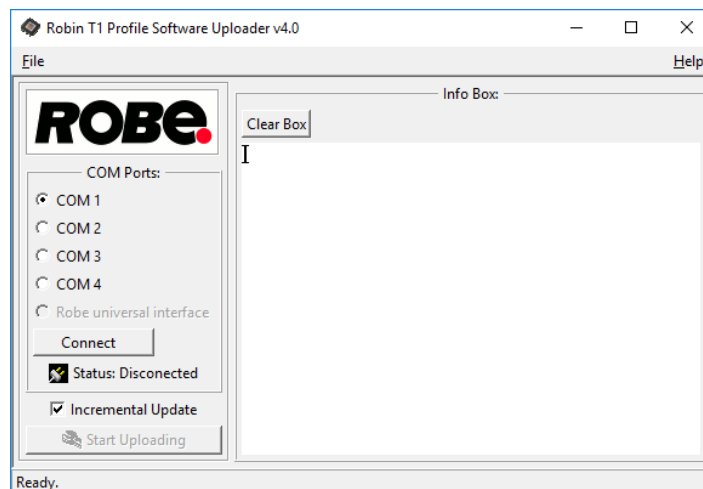 Robin T1 Profile Software Uploader v4.0
File
Help
ROBE
COM Ports:
COM 1
COM 2
COM 3
COM 4
Robe universal interface
Connect
Status: Disconected
Incremental Update
Start Uploading
Info Box:
Clear Box
Ready.